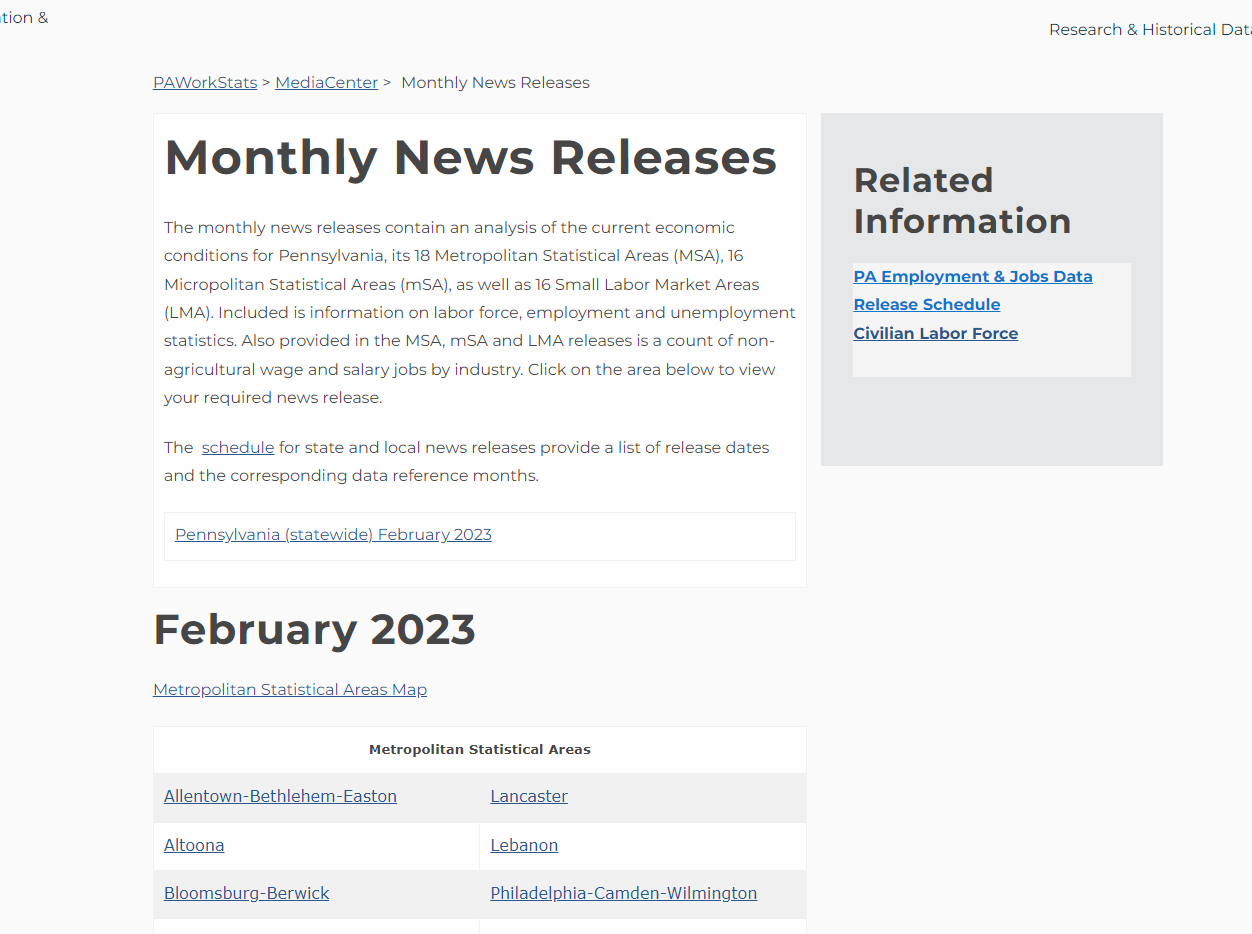 tion &
Research & Historical Data
PAWorkStats > MediaCenter > Monthly News Releases
Monthly News Releases
The monthly news releases contain an analysis of the current economic
conditions for Pennsylvania, its 18 Metropolitan Statistical Areas (MSA), 16
Micropolitan Statistical Areas (mSA), as well as 16 Small Labor Market Areas
(LMA). Included is information on labor force, employment and unemployment
statistics. Also provided in the MSA, mSA and LMA releases is a count of non-
agricultural wage and salary jobs by industry. Click on the area below to view
your required news release.
The schedule for state and local news releases provide a list of release dates
and the corresponding data reference months.
Pennsylvania (statewide) February 2023
Related
Information
PA Employment & Jobs Data
Release Schedule
Civilian Labor Force
February 2023
Metropolitan Statistical Areas Map
Metropolitan Statistical Areas
Allentown-Bethlehem-Easton Lancaster
Altoona Lebanon
Bloomsburg-Berwick Philadelphia-Camden-Wilmington